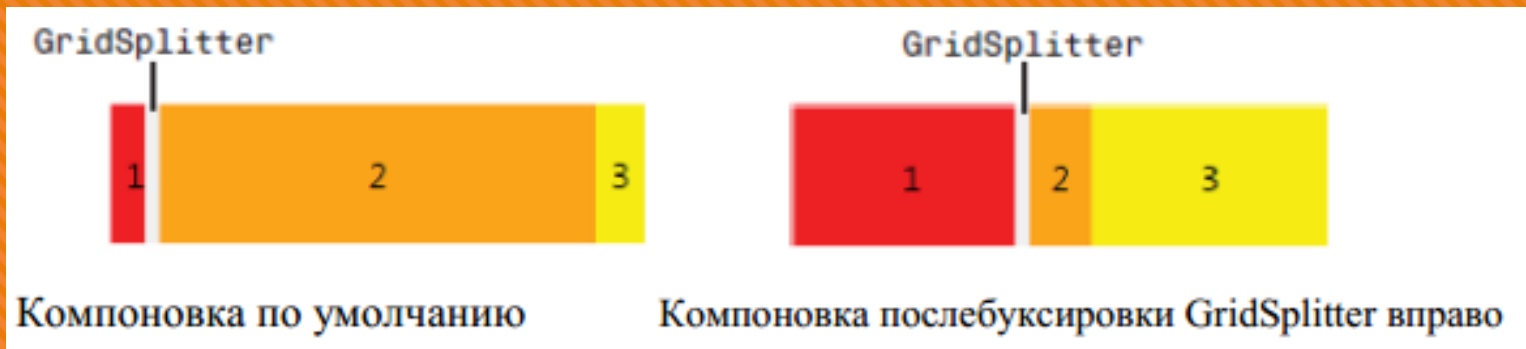 GridSplitter
GridSplitter
1 2 3
1 2 3
Компоновка по умолчанию
Компоновка послебуксировки GridSplitter вправо